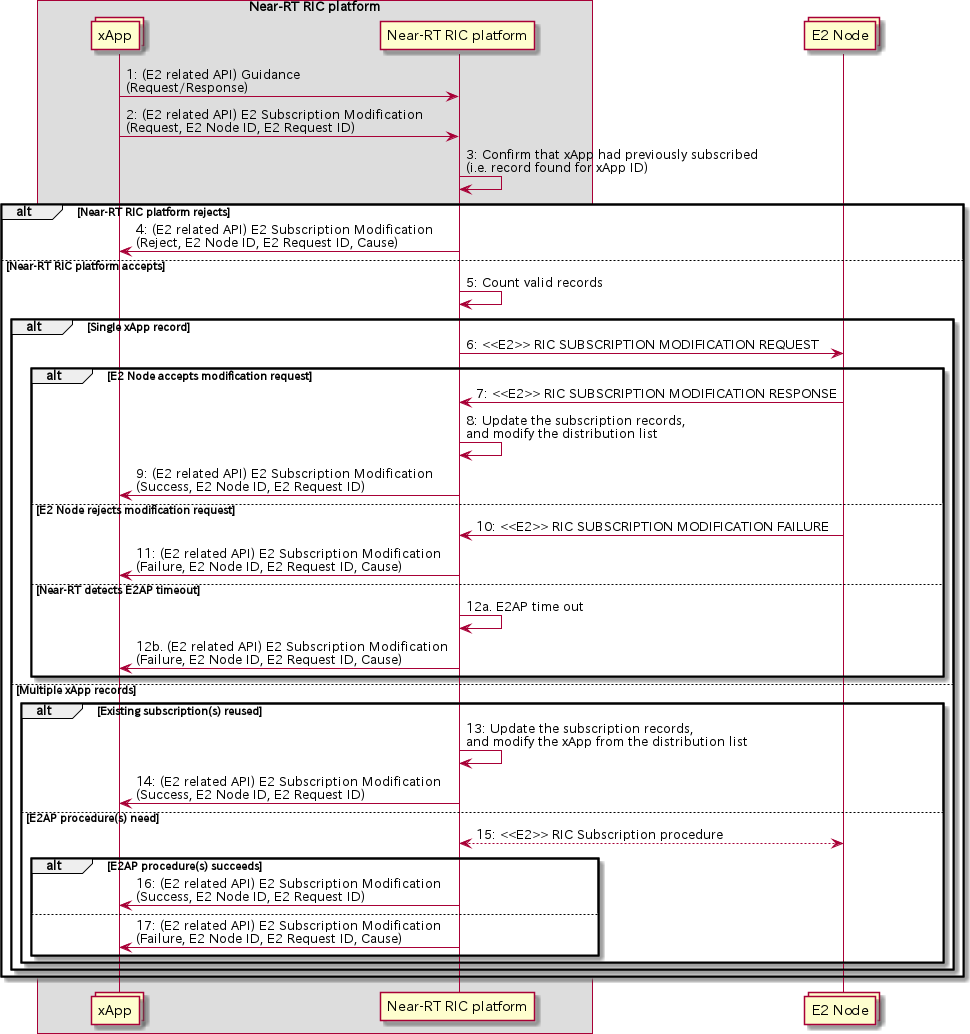 Near-RT RIC platform
xApp
Near-RT RIC platform
E2 Node
1: (E2 related API) Guidance
(Request/Response)
2: (E2 related API) E2 Subscription Modification
(Request, E2 Node ID, E2 Request ID)
3: Confirm that xApp had previously subscribed
(i.e. record found for xApp ID)
alt [Near-RT RIC platform rejects]
4: (E2 related API) E2 Subscription Modification
(Reject, E2 Node ID, E2 Request ID, Cause)
[Near-RT RIC platform accepts]
5: Count valid records
alt [Single xApp record]
6: <<E2>> RIC SUBSCRIPTION MODIFICATION REQUEST
alt [E2 Node accepts modification request]
7: <<E2>> RIC SUBSCRIPTION MODIFICATION RESPONSE
8: Update the subscription records,
and modify the distribution list
9: (E2 related API) E2 Subscription Modification
(Success, E2 Node ID, E2 Request ID)
[E2 Node rejects modification request]
10: <<E2>> RIC SUBSCRIPTION MODIFICATION FAILURE
11: (E2 related API) E2 Subscription Modification
(Failure, E2 Node ID, E2 Request ID, Cause)
[Near-RT detects E2AP timeout]
12a. E2AP time out
12b. (E2 related API) E2 Subscription Modification
(Failure, E2 Node ID, E2 Request ID, Cause)
[Multiple xApp records]
alt [Existing subscription(s) reused]
13: Update the subscription records,
and modify the xApp from the distribution list
14: (E2 related API) E2 Subscription Modification
(Success, E2 Node ID, E2 Request ID)
[E2AP procedure(s) need]
15: <<E2>> RIC Subscription procedure
alt [E2AP procedure(s) succeeds]
16: (E2 related API) E2 Subscription Modification
(Success, E2 Node ID, E2 Request ID)
17: (E2 related API) E2 Subscription Modification
(Failure, E2 Node ID, E2 Request ID, Cause)
xApp
Near-RT RIC platform
E2 Node